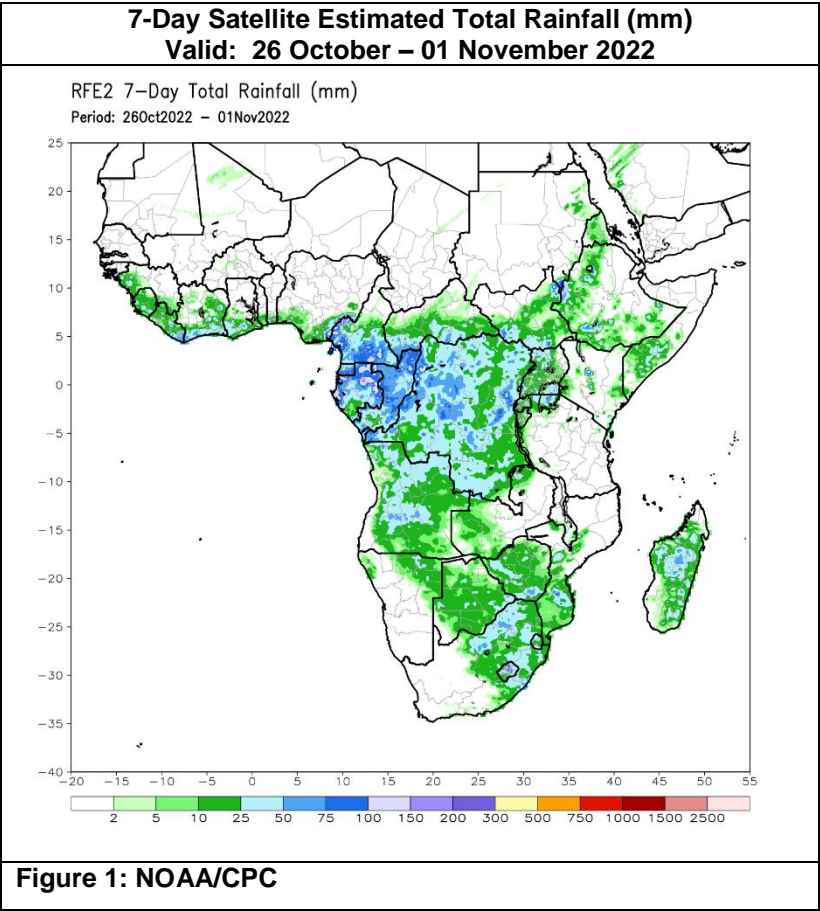 7-Day Satellite Estimated Total Rainfall (mm)
Valid: 26 October – 01 November 2022
RFE2 7-Day Total Rainfall (mm)
Period: 26Oct2022 – 01Nov2022
25
20
15
10
5
0
−5
−10
−15
−20
−25
−30
−35
−40
−20 −15 −10 −5 0 5 10 15 20 25 30 35 40 45 50 55
2 5 10 25 50 75 100 150 200 300 500 750 1000 1500 2500
Figure 1: NOAA/CPC